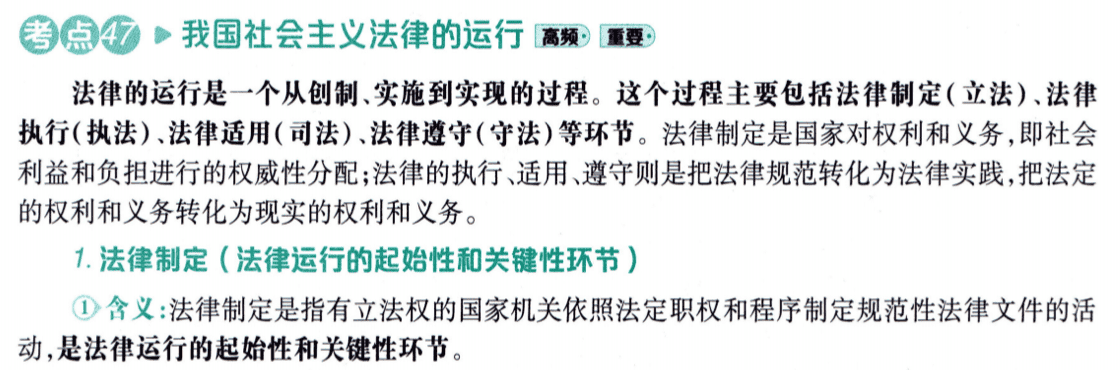 考点47 ▶ 我国社会主义法律的运行 高频 重要
法律的运行是一个从创制、实施到实现的过程。这个过程主要包括法律制定(立法)、法律
执行(执法)、法律适用(司法)、法律遵守(守法)等环节。法律制定是国家对权利和义务,即社会
利益和负担进行的权威性分配;法律的执行、适用、遵守则是把法律规范转化为法律实践,把法定
的权利和义务转化为现实的权利和义务。
1. 法律制定(法律运行的起始性和关键性环节)
①含义:法律制定是指有立法权的国家机关依照法定职权和程序制定规范性法律文件的活
动,是法律运行的起始性和关键性环节。